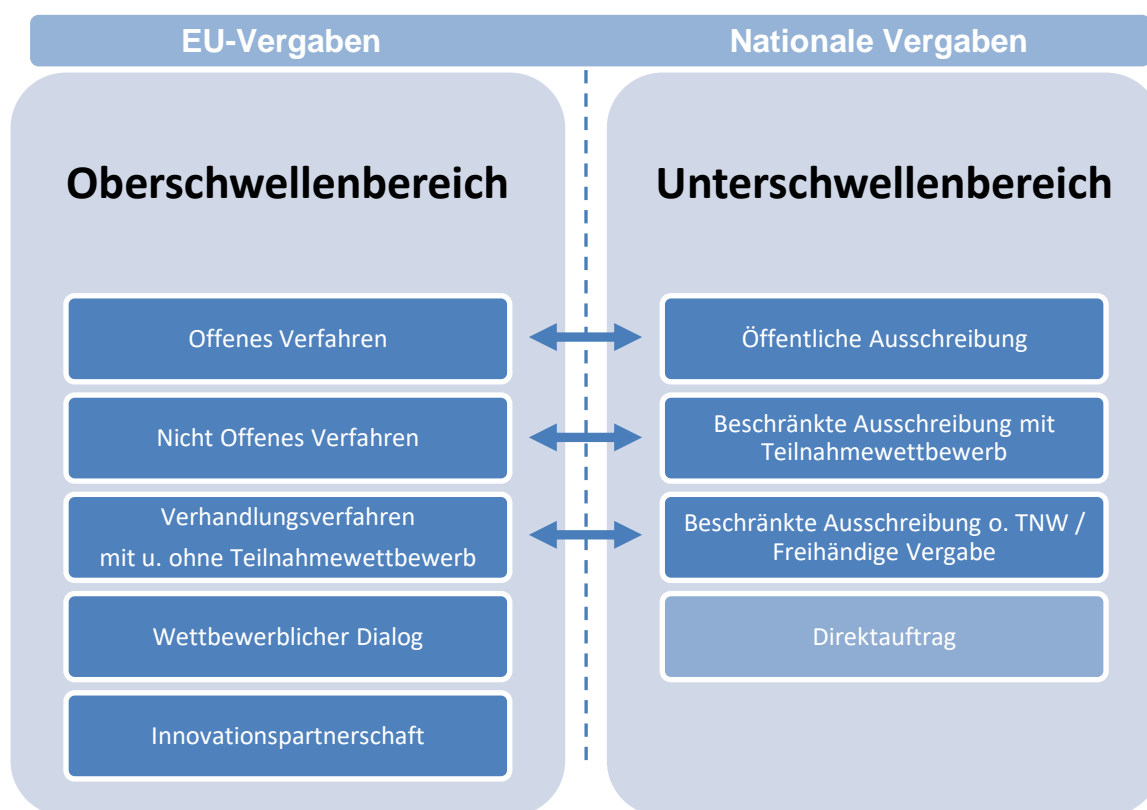 EU-Vergaben
Nationale Vergaben
Oberschwellenbereich
Offenes Verfahren
Nicht Offenes Verfahren
Verhandlungsverfahren
mit u. ohne Teilnahmewettbewerb
Wettbewerblicher Dialog
Innovationspartnerschaft
Unterschwellenbereich
Öffentliche Ausschreibung
Beschränkte Ausschreibung mit
Teilnahmewettbewerb
Beschränkte Ausschreibung o. TNW /
Freihändige Vergabe
Direktauftrag